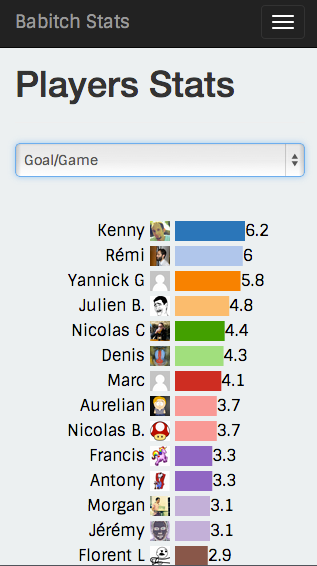 Babitch Stats
Players Stats
Goal/Game
Kenny 6.2
Rémi 6
Yannick G 5.8
Julien B. 4.8
Nicolas C 4.4
Denis 4.3
Marc 4.1
Aurelian 3.7
Nicolas B. 3.7
Francis 3.3
Antony 3.3
Morgan 3.1
Jérémy 3.1
Florent L 2.9